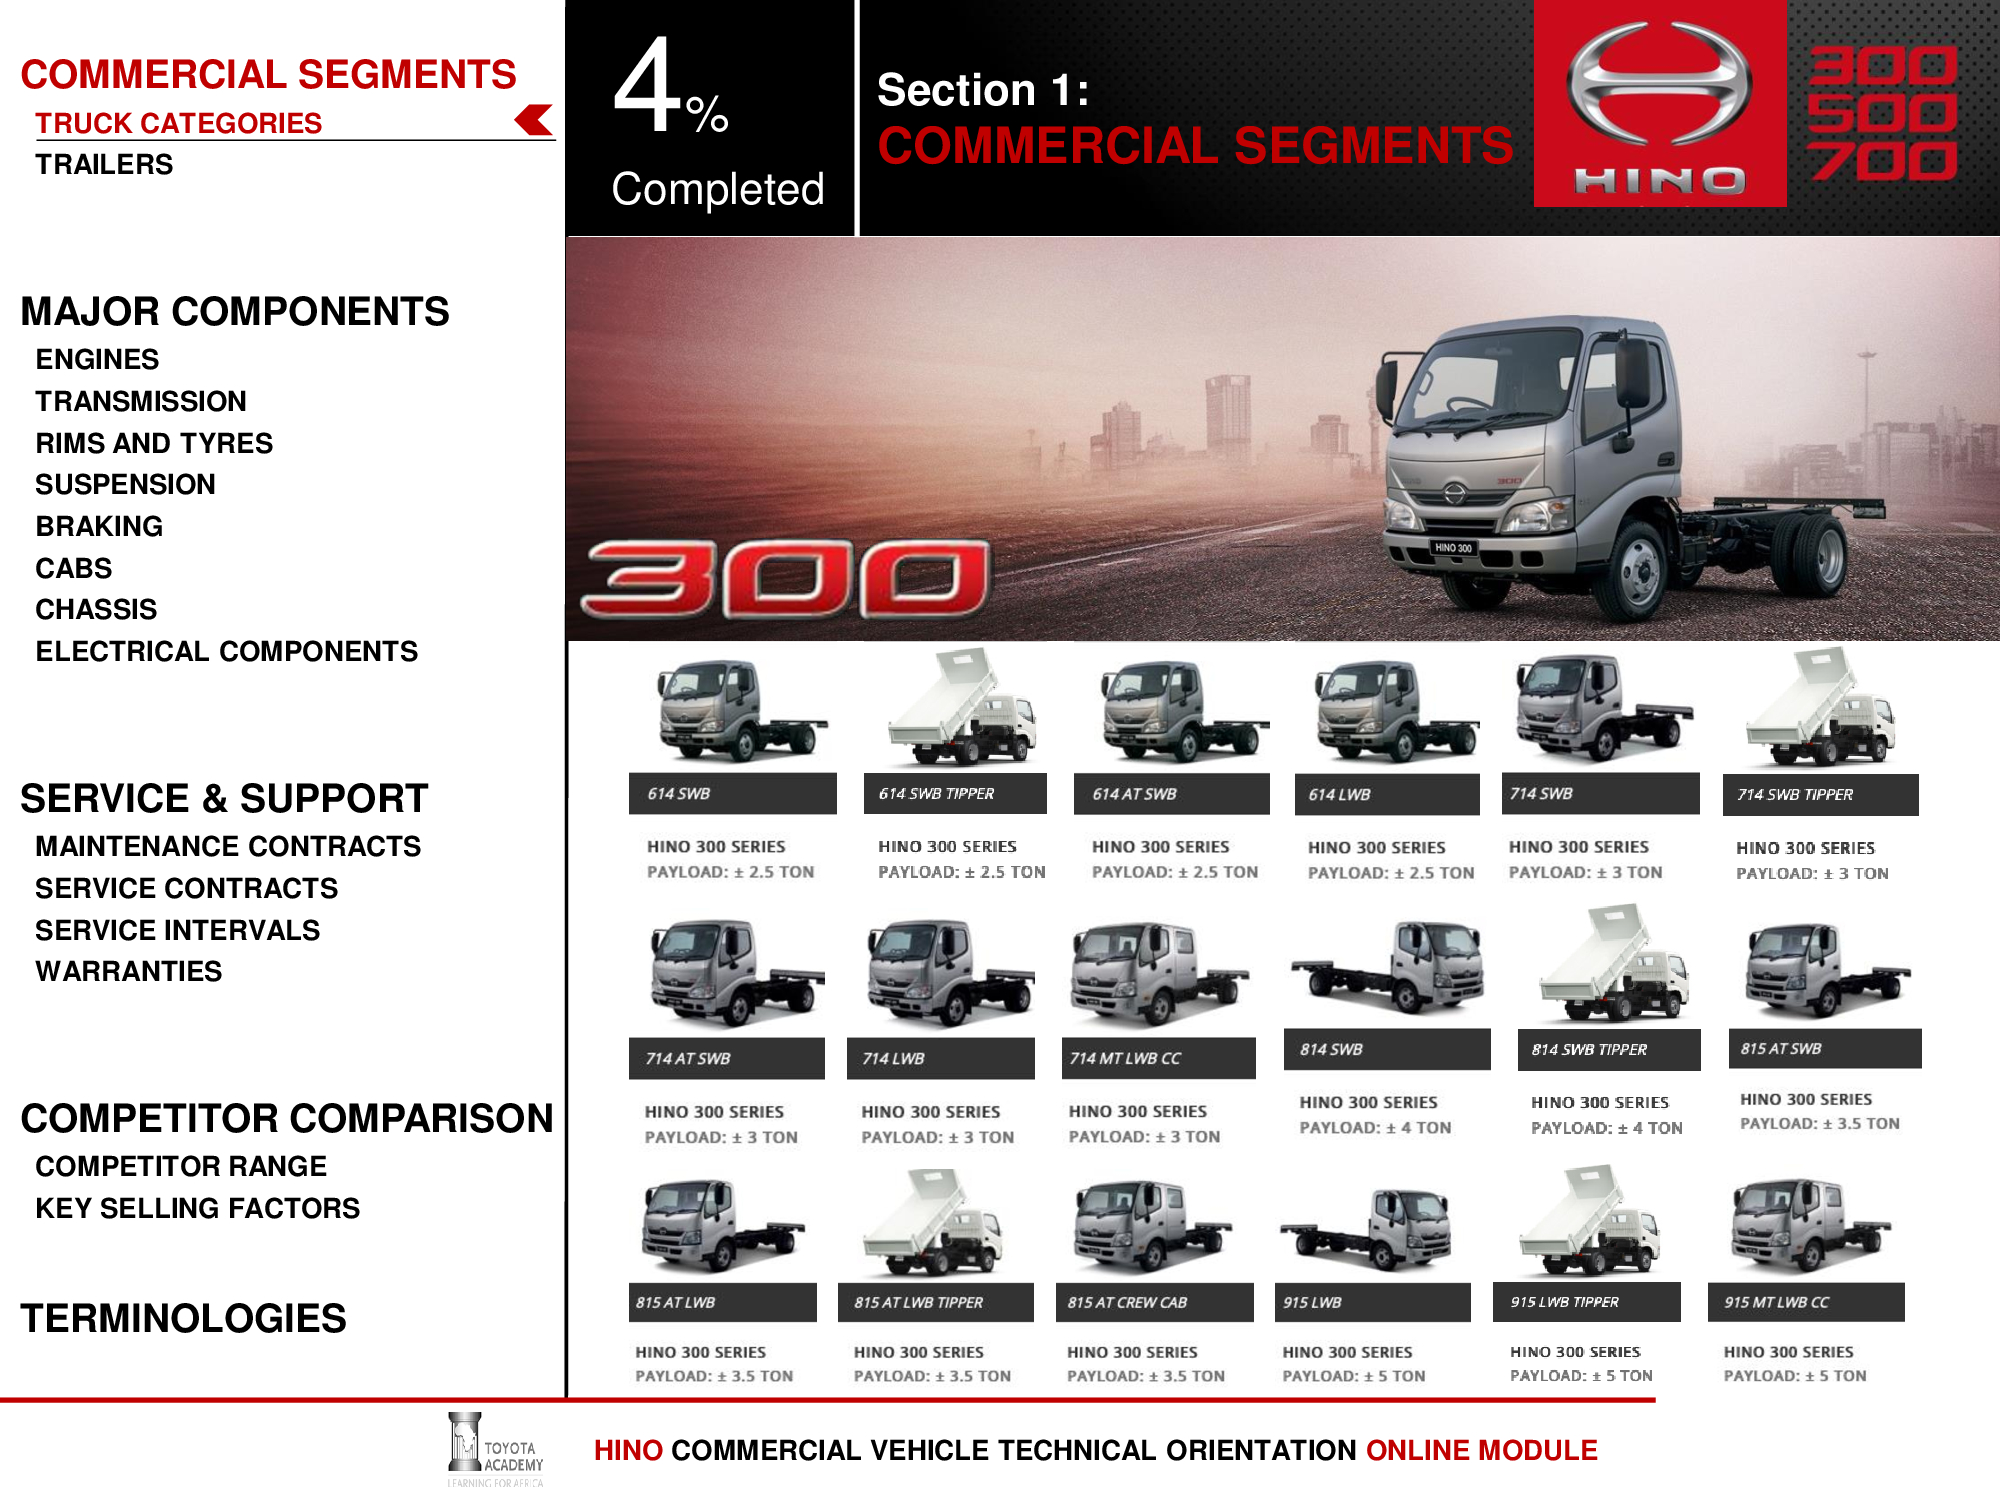 COMMERCIAL SEGMENTS
TRUCK CATEGORIES
TRAILERS
MAJOR COMPONENTS
ENGINES
TRANSMISSION
RIMS AND TYRES
SUSPENSION
BRAKING
CABS
CHASSIS
ELECTRICAL COMPONENTS
SERVICE & SUPPORT
MAINTENANCE CONTRACTS
SERVICE CONTRACTS
SERVICE INTERVALS
WARRANTIES
COMPETITOR COMPARISON
COMPETITOR RANGE
KEY SELLING FACTORS
TERMINOLOGIES
4%
Completed
Section 1:
COMMERCIAL SEGMENTS
HINO
300
500
700
300
HINO 300
300
614 SWB
HINO 300 SERIES
PAYLOAD: ± 2.5 TON
614 SWB TIPPER
HINO 300 SERIES
PAYLOAD: ± 2.5 TON
614 AT SWB
HINO 300 SERIES
PAYLOAD: ± 2.5 TON
614 LWB
HINO 300 SERIES
PAYLOAD: ± 2.5 TON
714 SWB
HINO 300 SERIES
PAYLOAD: ± 3 TON
714 SWB TIPPER
HINO 300 SERIES
PAYLOAD: ± 3 TON
714 AT SWB
HINO 300 SERIES
PAYLOAD: ± 3 TON
714 LWB
HINO 300 SERIES
PAYLOAD: ± 3 TON
714 MT LWB CC
HINO 300 SERIES
PAYLOAD: ± 3 TON
814 SWB
HINO 300 SERIES
PAYLOAD: ± 4 TON
814 SWB TIPPER
HINO 300 SERIES
PAYLOAD: ± 4 TON
815 AT SWB
HINO 300 SERIES
PAYLOAD: ± 3.5 TON
815 AT LWB
HINO 300 SERIES
PAYLOAD: ± 3.5 TON
815 AT LWB TIPPER
HINO 300 SERIES
PAYLOAD: ± 3.5 TON
815 AT CREW CAB
HINO 300 SERIES
PAYLOAD: ± 3.5 TON
915 LWB
HINO 300 SERIES
PAYLOAD: ± 5 TON
915 LWB TIPPER
HINO 300 SERIES
PAYLOAD: ± 5 TON
915 MT LWB CC
HINO 300 SERIES
PAYLOAD: ± 5 TON
TOYOTA
ACADEMY
LEARNING FOR AFRICA
HINO COMMERCIAL VEHICLE TECHNICAL ORIENTATION ONLINE MODULE